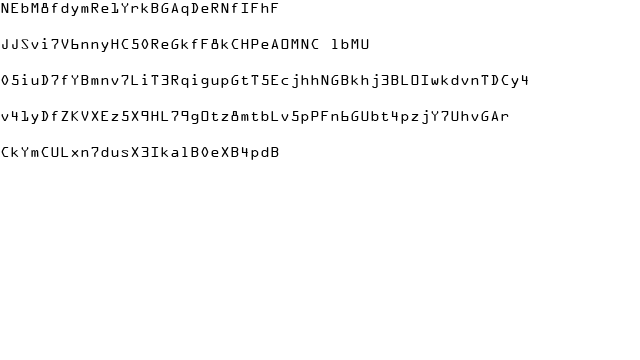 NEbM8fdymRe1YrkBGAqDeRNfIFhF
JJSvi7V6nnyHC50ReGkfF8kCHPeAOMNC lbMU
05iuD7fYBmnv7LiT3RqigupGtT5EcjhhNGBkhj3BLOIwkdvnTDCy4
v41yDfZKVXEz5X9HL79gOtz8mtbLv5pPFn6GUbt4pzjY7UhvGAr
CkYmCULxn7dusX3IkalB0eXB4pdB